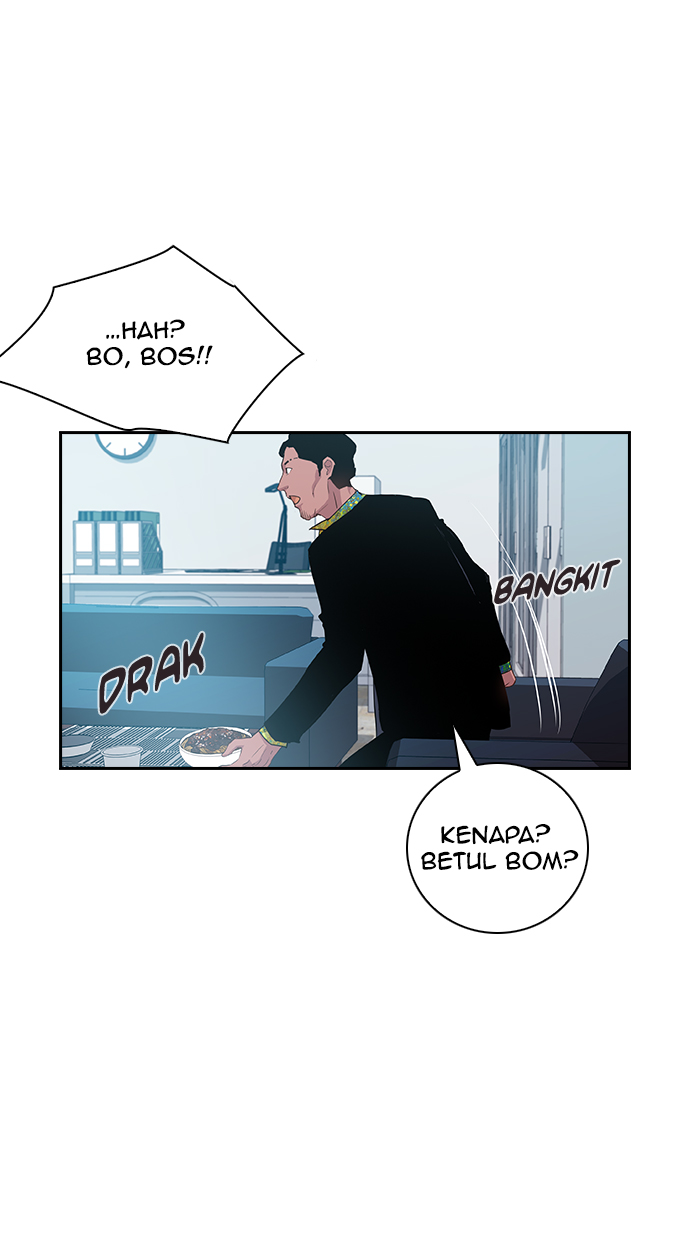 ...HAH?
BO, BOS!!
BANGKIT
DRAK
KENAPA?
BETUL BOM?